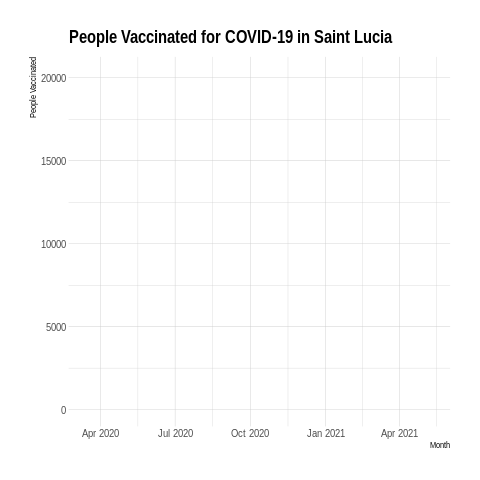 People Vaccinated for COVID-19 in Saint Lucia
People Vaccinated
20000
15000
10000
5000
0
Apr 2020 Jul 2020 Oct 2020 Jan 2021 Apr 2021
Month